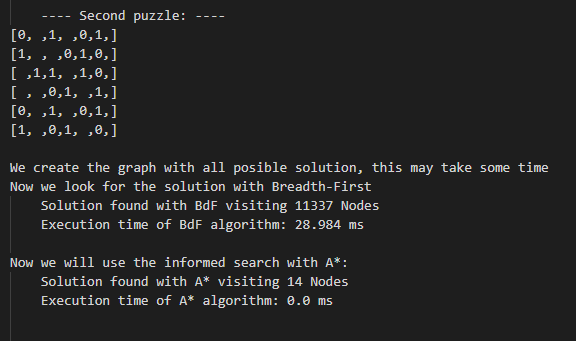 ---- Second puzzle: ----
[0, ,1, ,0,1,]
[1, , ,0,1,0,]
[ ,1,1, ,1,0,]
[ , ,0,1, ,1,]
[0, ,1, ,0,1,]
[1, ,0,1, ,0,]
We create the graph with all posible solution, this may take some time
Now we look for the solution with Breadth-First
Solution found with BdF visiting 11337 Nodes
Execution time of BdF algorithm: 28.984 ms
Now we will use the informed search with A*:
Solution found with A* visiting 14 Nodes
Execution time of A* algorithm: 0.0 ms